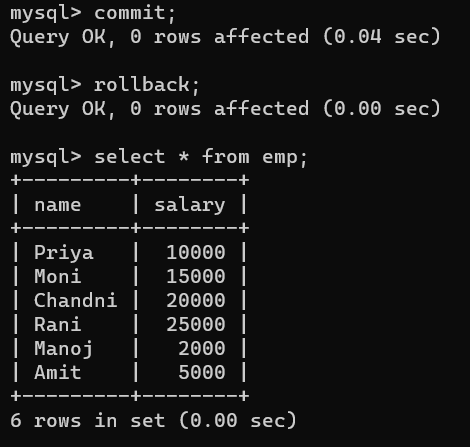 mysql> commit;
Query OK, 0 rows affected (0.04 sec)

mysql> rollback;
Query OK, 0 rows affected (0.00 sec)

mysql> select * from emp;
+---------+--------+
| name    | salary |
+---------+--------+
| Priya   |  10000 |
| Moni    |  15000 |
| Chandni |  20000 |
| Rani    |  25000 |
| Manoj   |   2000 |
| Amit    |   5000 |
+---------+--------+
6 rows in set (0.00 sec)